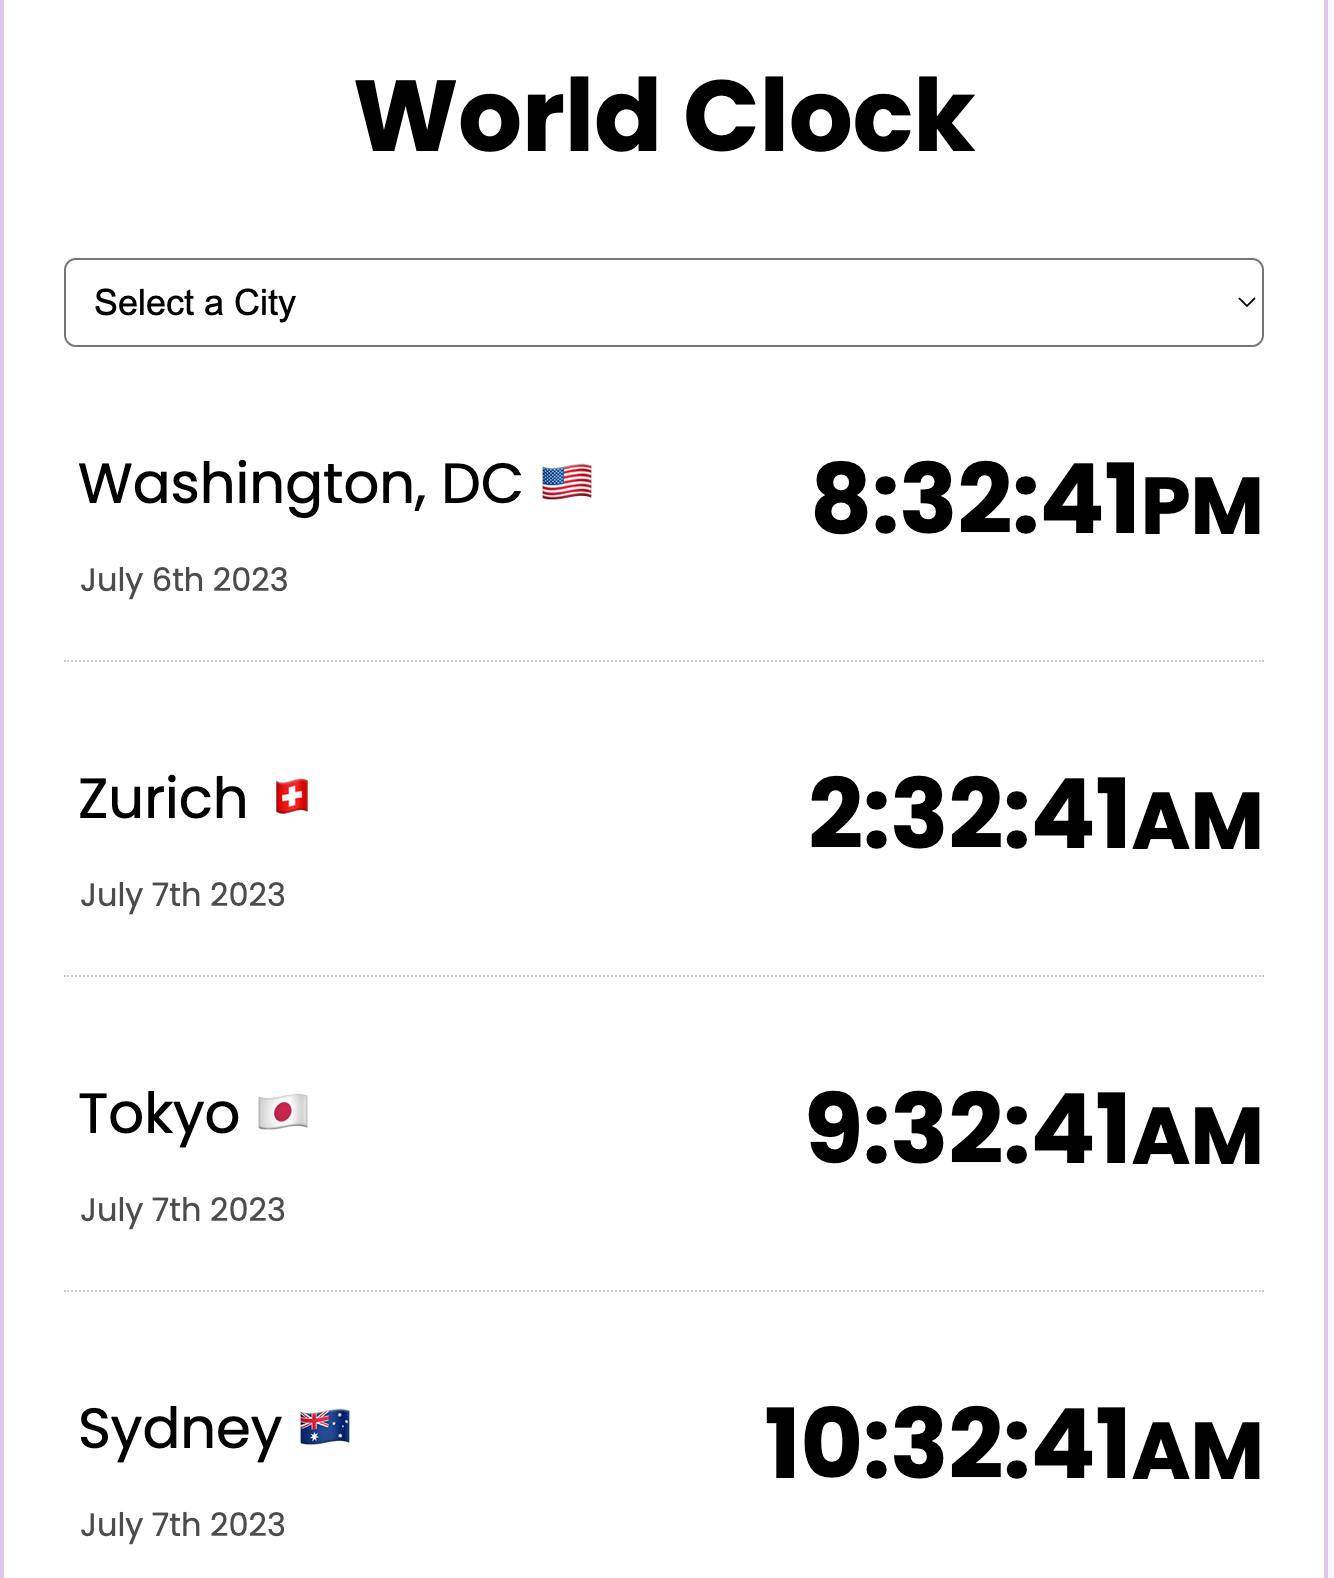 World Clock
Select a City
Washington, DC 🇺🇸 8:32:41PM
July 6th 2023
Zurich 🇨🇭 2:32:41AM
July 7th 2023
Tokyo 🇯🇵 9:32:41AM
July 7th 2023
Sydney 🇦🇺 10:32:41AM
July 7th 2023